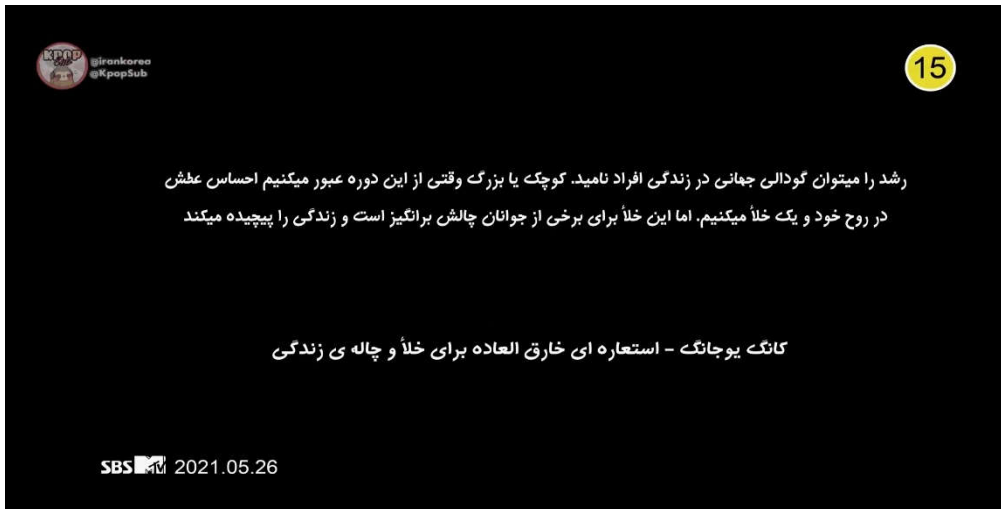 KPOP
@irankorea
@KpopSub
15
رشد را میتوان گودالی جهانی در زندگی افراد نامید. کوچک یا بزرگ وقتی از این دوره عبور میکنیم احساس عطش
در روح خود و یک خلأ میکنیم. اما این خلأ برای برخی از جوانان چالش برانگیز است و زندگی را پیچیده میکند
کانگ یوجانگ - استعاره ای خارق العاده برای خلأ و چاله ی زندگی
SBS MTV 2021.05.26